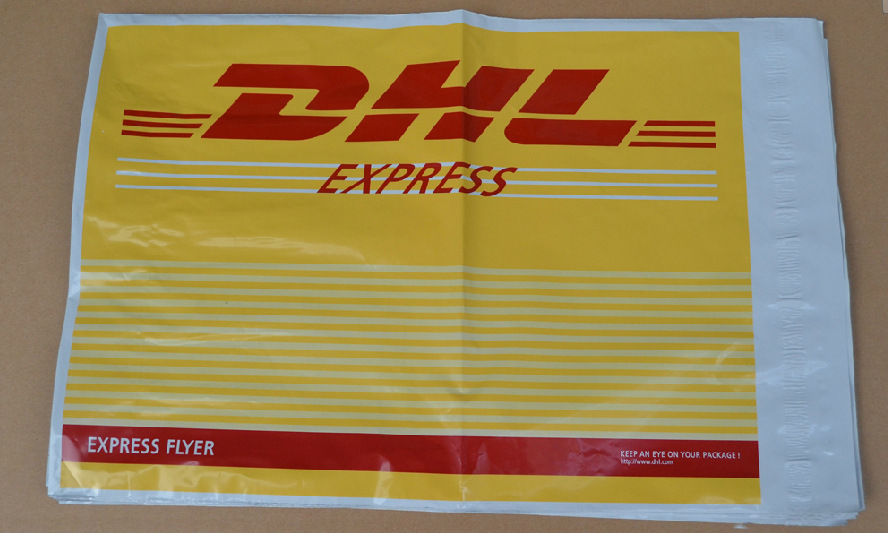 DHL
EXPRESS
EXPRESS FLYER
KEEP AN EYE ON YOUR PACKAGE !
http://www.dhl.com